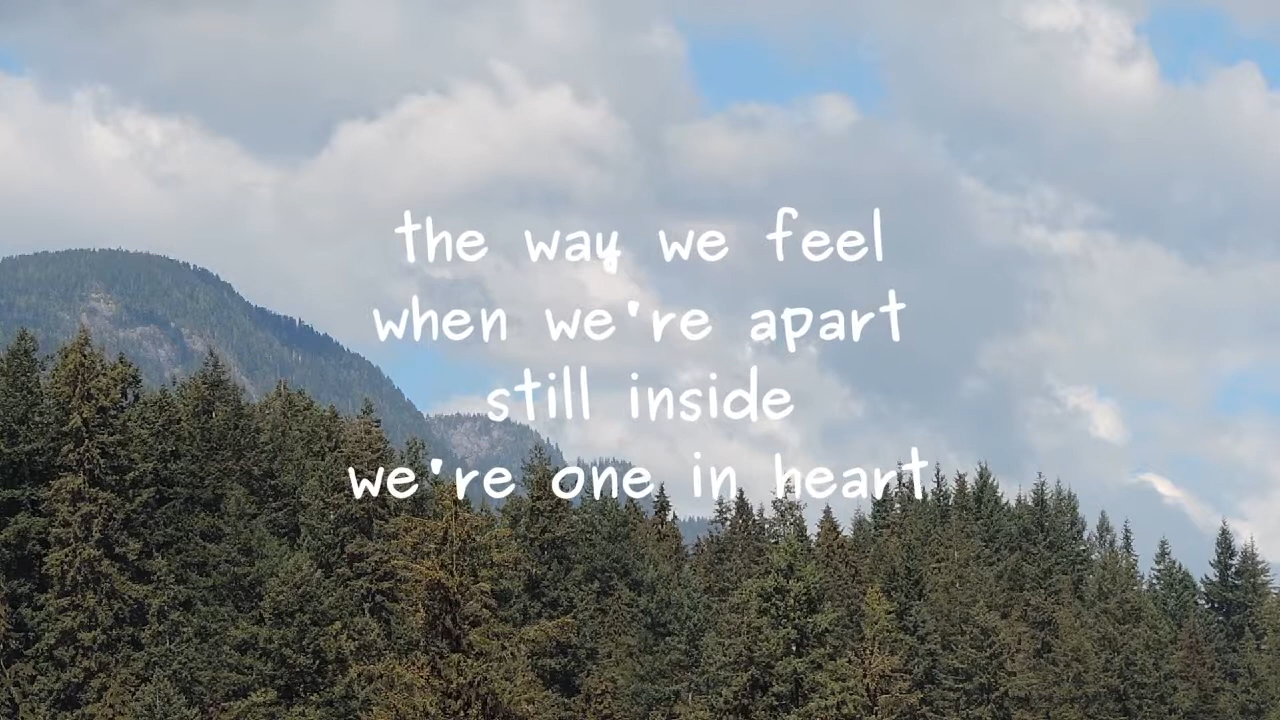 the way we feel
when we're apart
still inside
we're one in heart